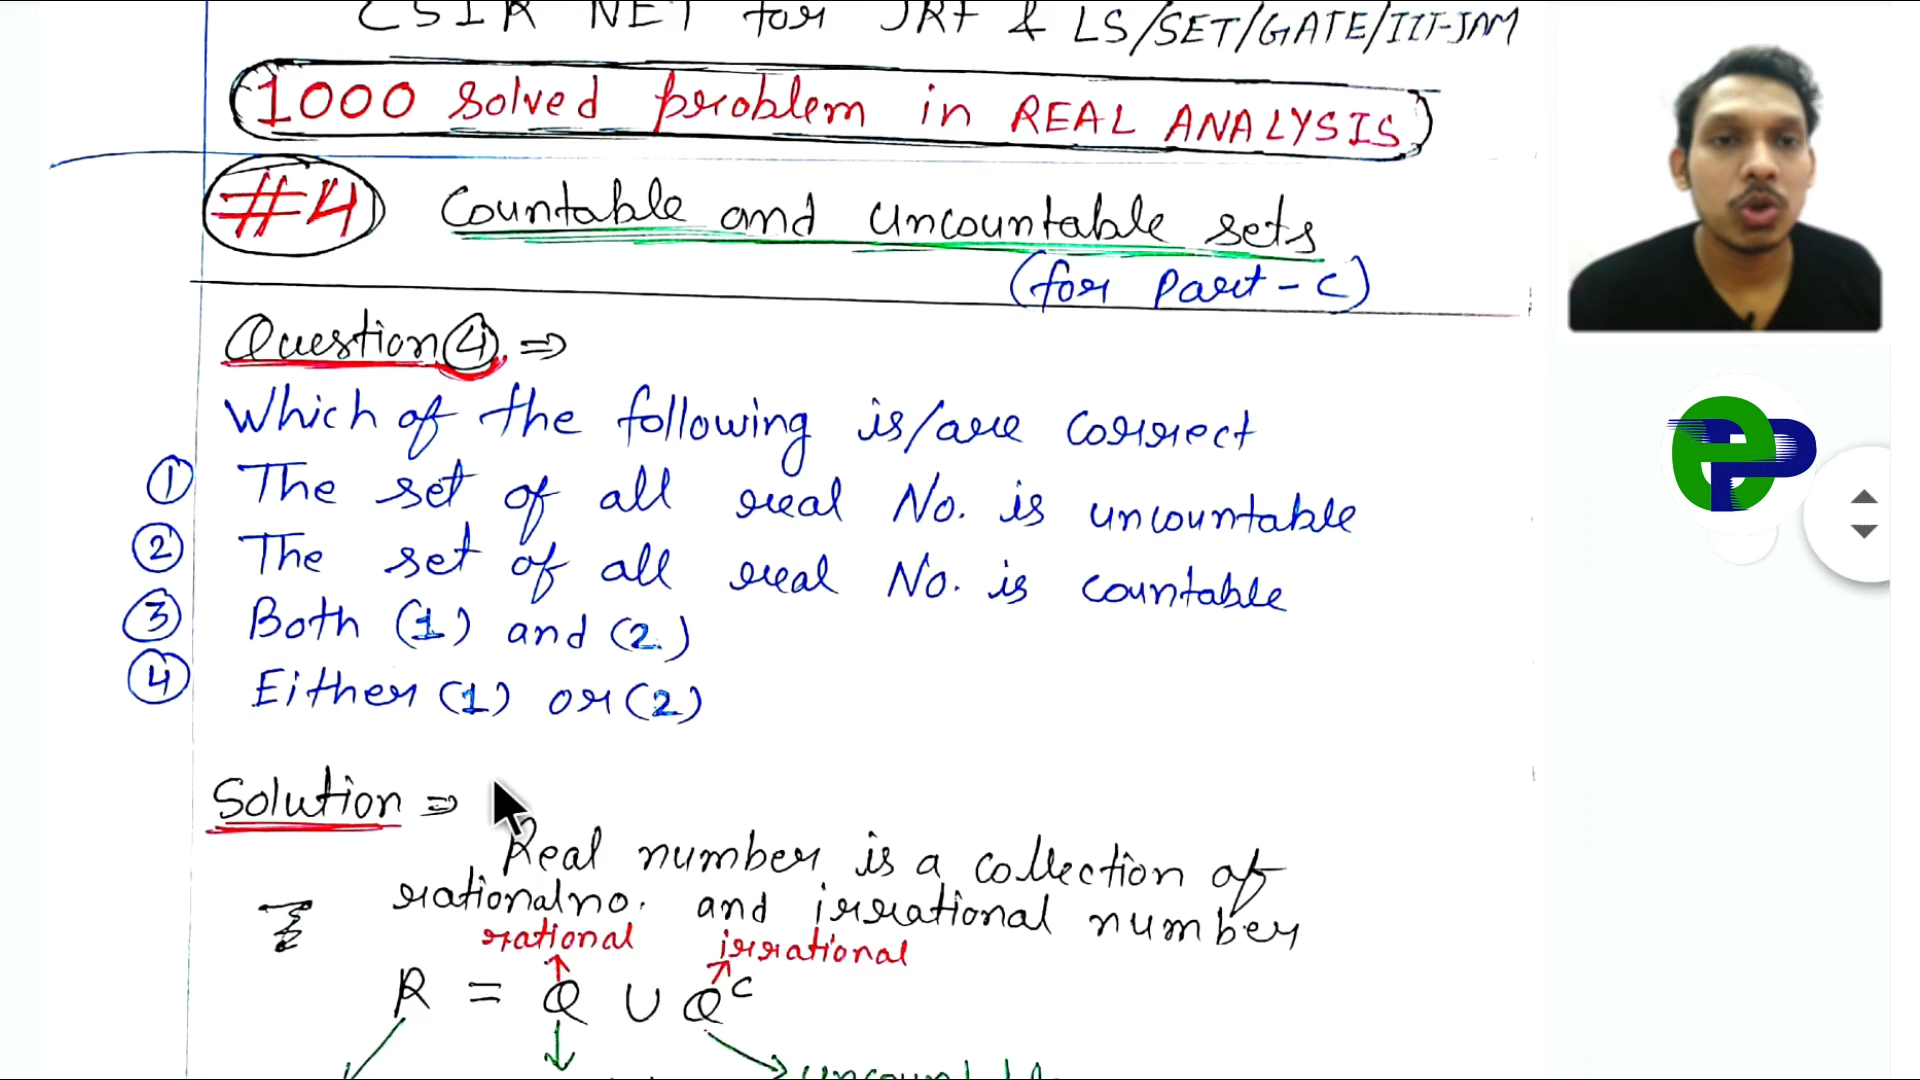 CSIR NET for JRF & LS/SET/GATE/IIT-JAM
1000 solved problem in REAL ANALYSIS
#4 Countable and uncountable sets
(for Part-C)
Question 4 ⇒
Which of the following is/are correct
1 The set of all real No. is uncountable
2 The set of all real No. is countable
3 Both (1) and (2)
4 Either (1) or (2)
Solution ⇒
Real number is a collection of
rational no. and irrational number
rational irrational
R = Q ∪ Q^c
eP